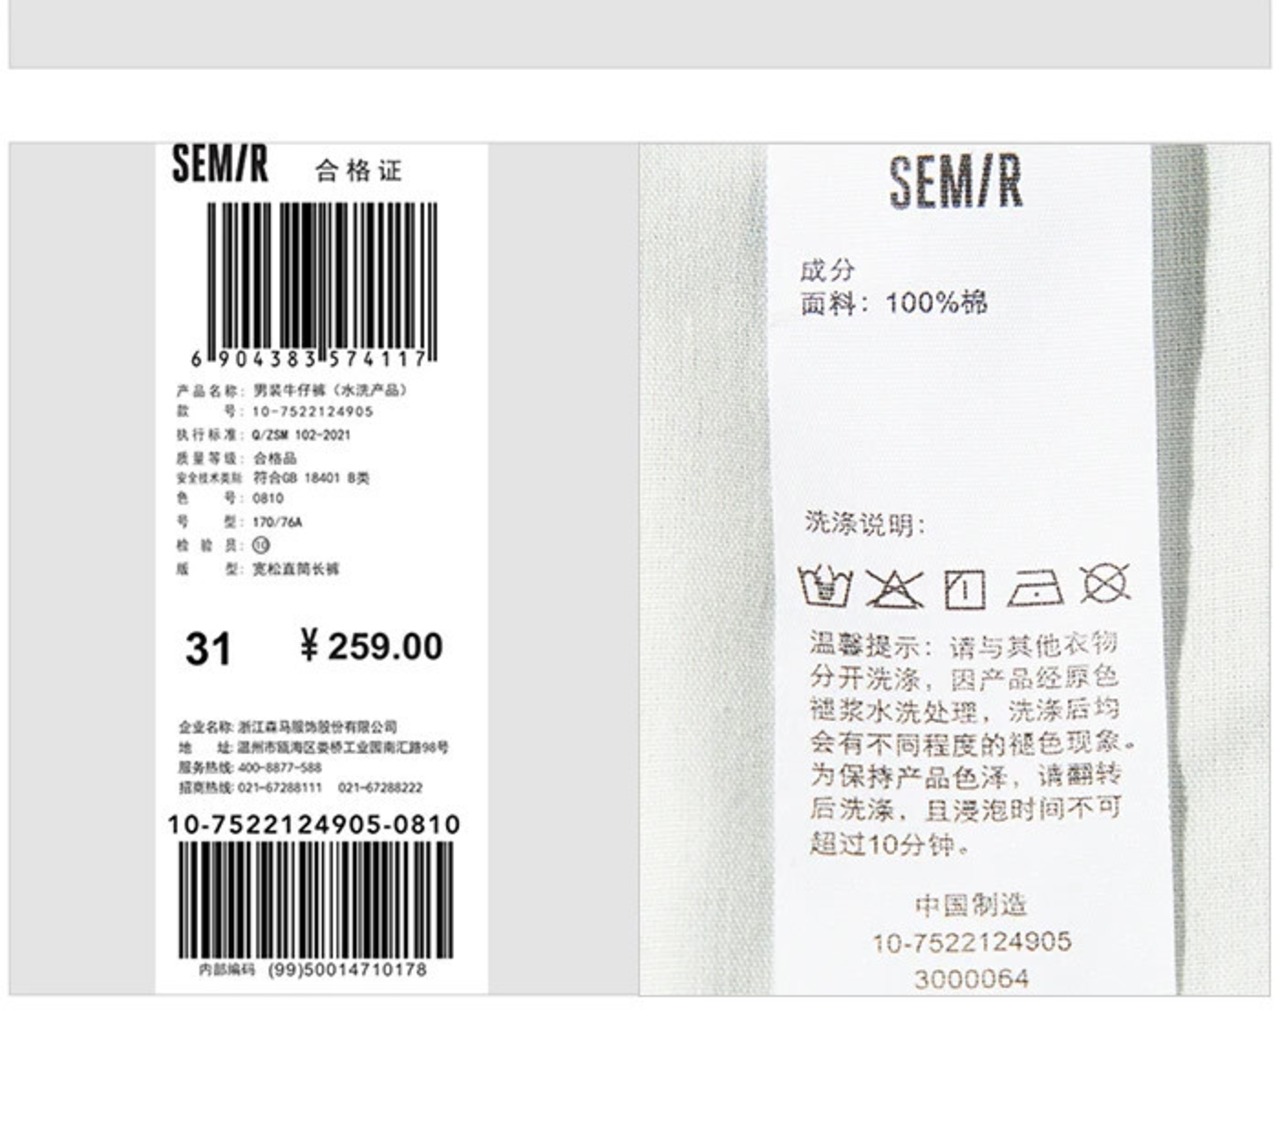 SEMIR 合格证
6 904383 574117
产品名称：男装牛仔裤（水洗产品）
款 号：10-7522124905
执行标准：Q/ZSM 102-2021
质量等级：合格品
安全技术类别：符合GB 18401 B类
色 号：0810
号 型：170/76A
检 验 员：10
版 型：宽松直筒长裤
31 ¥ 259.00
企业名称: 浙江森马服饰股份有限公司
地 址: 温州市瓯海区娄桥工业园南汇路98号
服务热线: 400-8877-588
招商热线: 021-67288111 021-67288222
10-7522124905-0810
内部编码 (99)50014710178
SEMIR
成分
面料：100%棉
洗涤说明：
温馨提示：请与其他衣物
分开洗涤，因产品经原色
褪浆水洗处理，洗涤后均
会有不同程度的褪色现象。
为保持产品色泽，请翻转
后洗涤，且浸泡时间不可
超过10分钟。
中国制造
10-7522124905
3000064